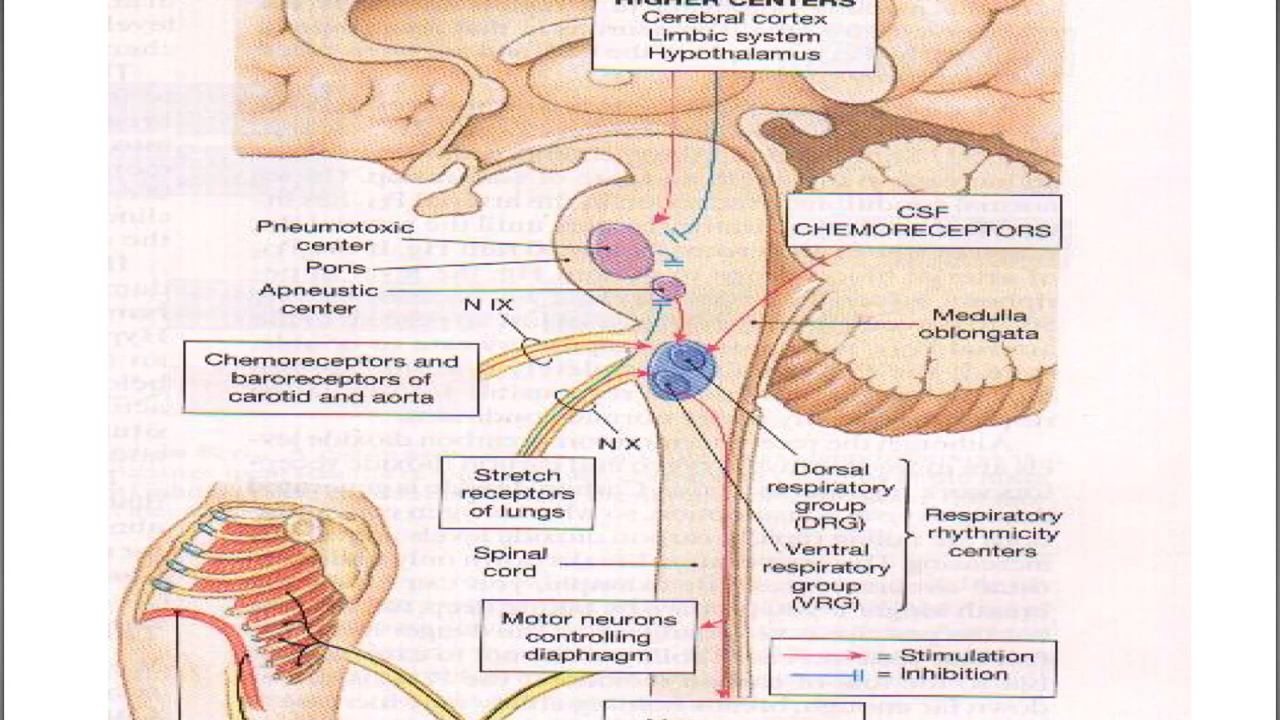 HIGHER CENTERS
Cerebral cortex
Limbic system
Hypothalamus
CSF
CHEMORECEPTORS
Pneumotoxic
center
Pons
Apneustic
center
N IX
Medulla
oblongata
Chemoreceptors and
baroreceptors of
carotid and aorta
N X
Stretch
receptors
of lungs
Dorsal
respiratory
group
(DRG)
Respiratory
rhythmicity
centers
Spinal
cord
Ventral
respiratory
group
(VRG)
Motor neurons
controlling
diaphragm
= Stimulation
= Inhibition